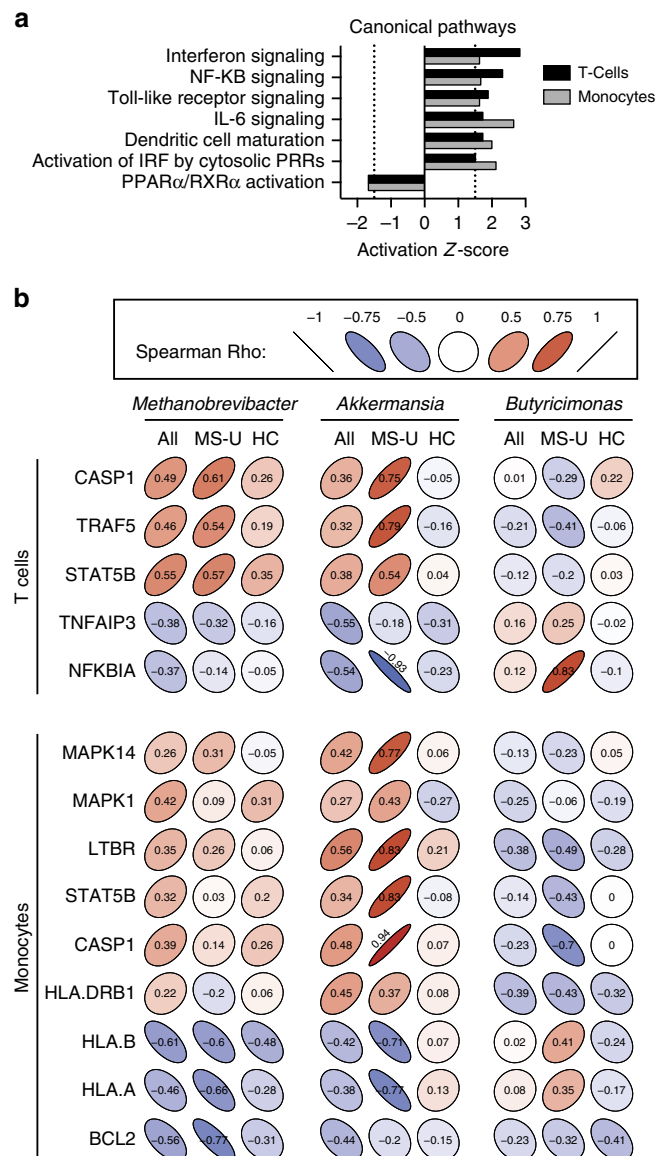 a
Canonical pathways
Interferon signaling
NF-KB signaling
Toll-like receptor signaling
IL-6 signaling
Dendritic cell maturation
Activation of IRF by cytosolic PRRs
PPARα/RXRα activation
T-Cells
Monocytes
−2 −1 0 1 2 3
Activation Z-score
b
−1 −0.75 −0.5 0 0.5 0.75 1
Spearman Rho:
Methanobrevibacter Akkermansia Butyricimonas
All MS-U HC All MS-U HC All MS-U HC
T cells
CASP1 0.49 0.61 0.26 0.36 0.75 −0.05 0.01 −0.29 0.22
TRAF5 0.46 0.54 0.19 0.32 0.79 −0.16 −0.21 −0.41 −0.06
STAT5B 0.55 0.57 0.35 0.38 0.54 0.04 −0.12 −0.2 0.03
TNFAIP3 −0.38 −0.32 −0.16 −0.55 −0.18 −0.31 0.16 0.25 −0.02
NFKBIA −0.37 −0.14 −0.05 −0.54 −0.93 −0.23 0.12 0.83 −0.1
Monocytes
MAPK14 0.26 0.31 −0.05 0.42 0.77 0.06 −0.13 −0.23 0.05
MAPK1 0.42 0.09 0.31 0.27 0.43 −0.27 −0.25 −0.06 −0.19
LTBR 0.35 0.26 0.06 0.56 0.83 0.21 −0.38 −0.49 −0.28
STAT5B 0.32 0.03 0.2 0.34 0.83 −0.08 −0.14 −0.43 0
CASP1 0.39 0.14 0.26 0.48 0.94 0.07 −0.23 −0.7 0
HLA.DRB1 0.22 −0.2 0.06 0.45 0.37 0.08 −0.39 −0.43 −0.32
HLA.B −0.61 −0.6 −0.48 −0.42 −0.71 0.07 0.02 0.41 −0.24
HLA.A −0.46 −0.66 −0.28 −0.38 −0.77 0.13 0.08 0.35 −0.17
BCL2 −0.56 −0.77 −0.31 −0.44 −0.2 −0.15 −0.23 −0.32 −0.41